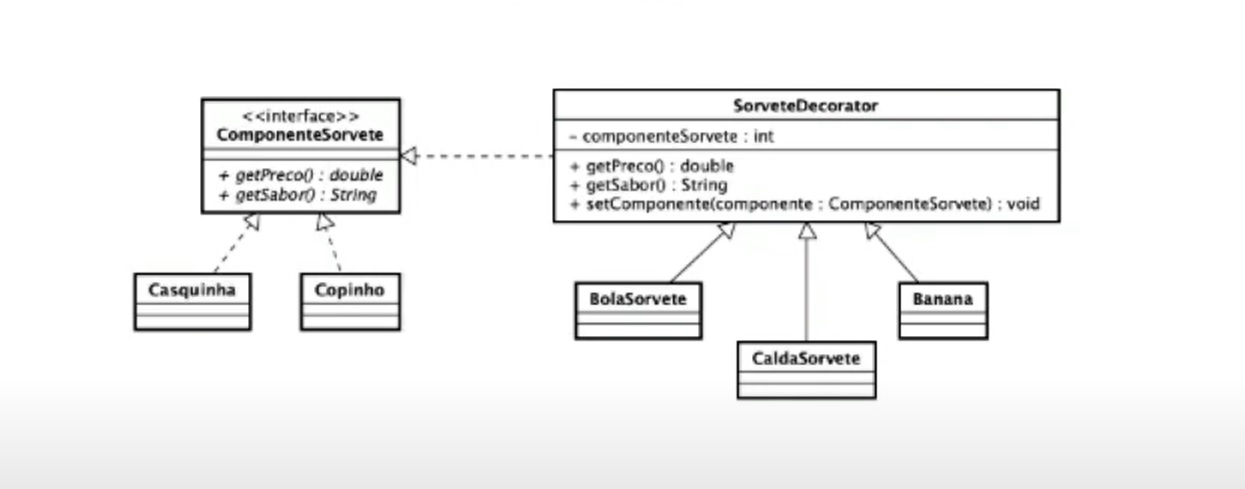 <<interface>>
ComponenteSorvete
+ getPreco() : double
+ getSabor() : String
SorveteDecorator
- componenteSorvete : int
+ getPreco() : double
+ getSabor() : String
+ setComponente(componente : ComponenteSorvete) : void
Casquinha
Copinho
BolaSorvete
CaldaSorvete
Banana